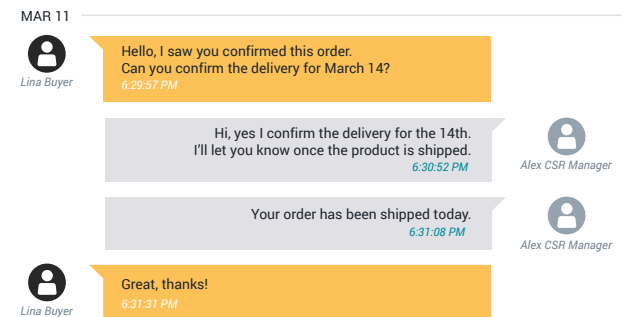 MAR 11
Hello, I saw you confirmed this order.
Can you confirm the delivery for March 14?
6:29:57 PM
Lina Buyer
Hi, yes I confirm the delivery for the 14th.
I'll let you know once the product is shipped.
6:30:52 PM
Alex CSR Manager
Your order has been shipped today.
6:31:08 PM
Alex CSR Manager
Great, thanks!
6:31:31 PM
Lina Buyer